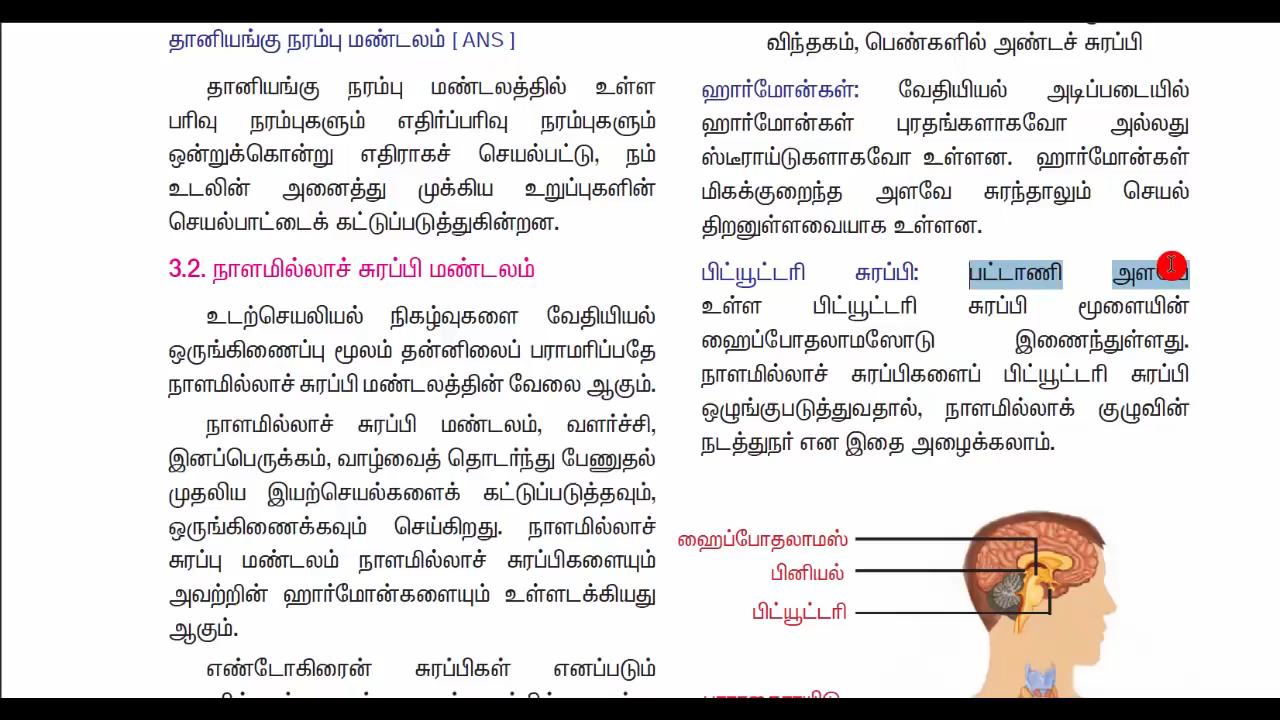 தானியங்கு நரம்பு மண்டலம் [ ANS ]
தானியங்கு நரம்பு மண்டலத்தில் உள்ள
பரிவு நரம்புகளும் எதிர்ப்பரிவு நரம்புகளும்
ஒன்றுக்கொன்று எதிராகச் செயல்பட்டு, நம்
உடலின் அனைத்து முக்கிய உறுப்புகளின்
செயல்பாட்டைக் கட்டுப்படுத்துகின்றன.
3.2. நாளமில்லாச் சுரப்பி மண்டலம்
உடற்செயலியல் நிகழ்வுகளை வேதியியல்
ஒருங்கிணைப்பு மூலம் தன்னிலைப் பராமரிப்பதே
நாளமில்லாச் சுரப்பி மண்டலத்தின் வேலை ஆகும்.
நாளமில்லாச் சுரப்பி மண்டலம், வளர்ச்சி,
இனப்பெருக்கம், வாழ்வைத் தொடர்ந்து பேணுதல்
முதலிய இயற்செயல்களைக் கட்டுப்படுத்தவும்,
ஒருங்கிணைக்கவும் செய்கிறது. நாளமில்லாச்
சுரப்பு மண்டலம் நாளமில்லாச் சுரப்பிகளையும்
அவற்றின் ஹார்மோன்களையும் உள்ளடக்கியது
ஆகும்.
எண்டோகிரைன் சுரப்பிகள் எனப்படும்
விந்தகம், பெண்களில் அண்டச் சுரப்பி
ஹார்மோன்கள்: வேதியியல் அடிப்படையில்
ஹார்மோன்கள் புரதங்களாகவோ அல்லது
ஸ்டீராய்டுகளாகவோ உள்ளன. ஹார்மோன்கள்
மிகக்குறைந்த அளவே சுரந்தாலும் செயல்
திறனுள்ளவையாக உள்ளன.
பிட்யூட்டரி சுரப்பி: பட்டாணி அளவே
உள்ள பிட்யூட்டரி சுரப்பி மூளையின்
ஹைப்போதலாமஸோடு இணைந்துள்ளது.
நாளமில்லாச் சுரப்பிகளைப் பிட்யூட்டரி சுரப்பி
ஒழுங்குபடுத்துவதால், நாளமில்லாக் குழுவின்
நடத்துநர் என இதை அழைக்கலாம்.
ஹைப்போதலாமஸ்
பினியல்
பிட்யூட்டரி